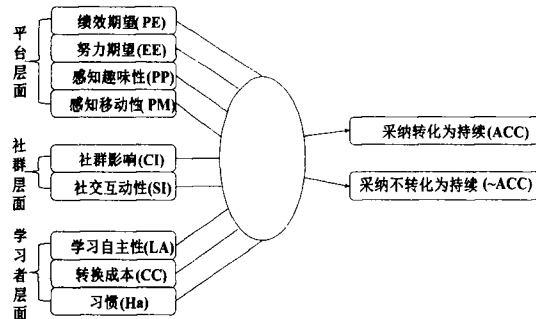 平台层面
绩效期望(PE)
努力期望(EE)
感知趣味性(PP)
感知移动性(PM)
社群层面
社群影响(CI)
社交互动性(SI)
学习者层面
学习自主性(LA)
转换成本(CC)
习惯(Ha)
采纳转化为持续(ACC)
采纳不转化为持续(~ACC)